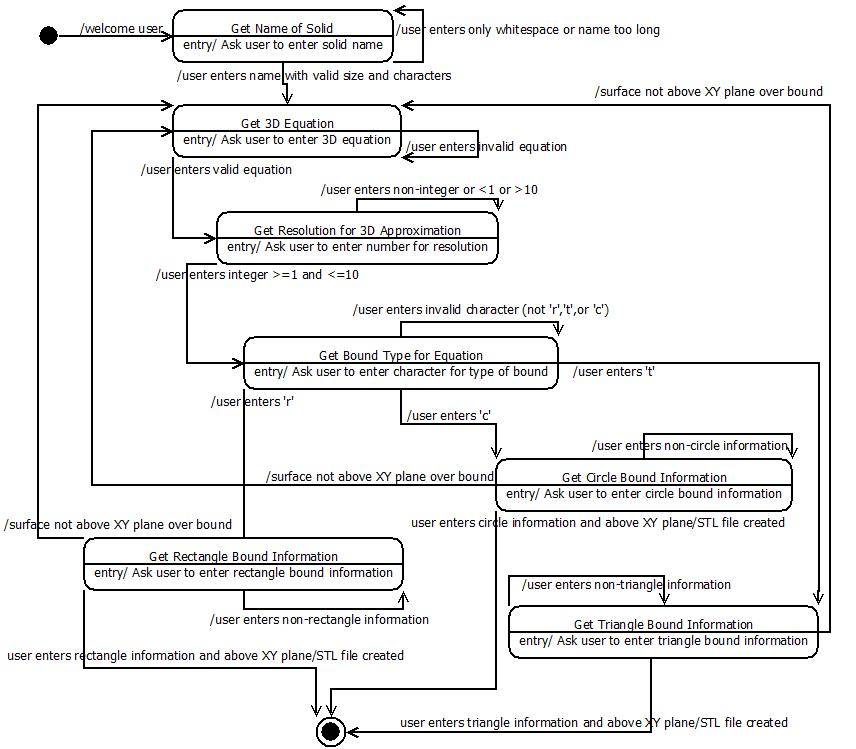 /welcome user
Get Name of Solid
entry/ Ask user to enter solid name
/user enters only whitespace or name too long
/user enters name with valid size and characters
/surface not above XY plane over bound
Get 3D Equation
entry/ Ask user to enter 3D equation
/user enters invalid equation
/user enters valid equation
/user enters non-integer or <1 or >10
Get Resolution for 3D Approximation
entry/ Ask user to enter number for resolution
/user enters integer >=1 and <=10
/user enters invalid character (not 'r','t',or 'c')
Get Bound Type for Equation
entry/ Ask user to enter character for type of bound
/user enters 't'
/user enters 'r'
/user enters 'c'
/user enters non-circle information
/surface not above XY plane over bound
Get Circle Bound Information
entry/ Ask user to enter circle bound information
/surface not above XY plane over bound
user enters circle information and above XY plane/STL file created
Get Rectangle Bound Information
entry/ Ask user to enter rectangle bound information
/user enters non-triangle information
/user enters non-rectangle information
Get Triangle Bound Information
entry/ Ask user to enter triangle bound information
user enters rectangle information and above XY plane/STL file created
user enters triangle information and above XY plane/STL file created